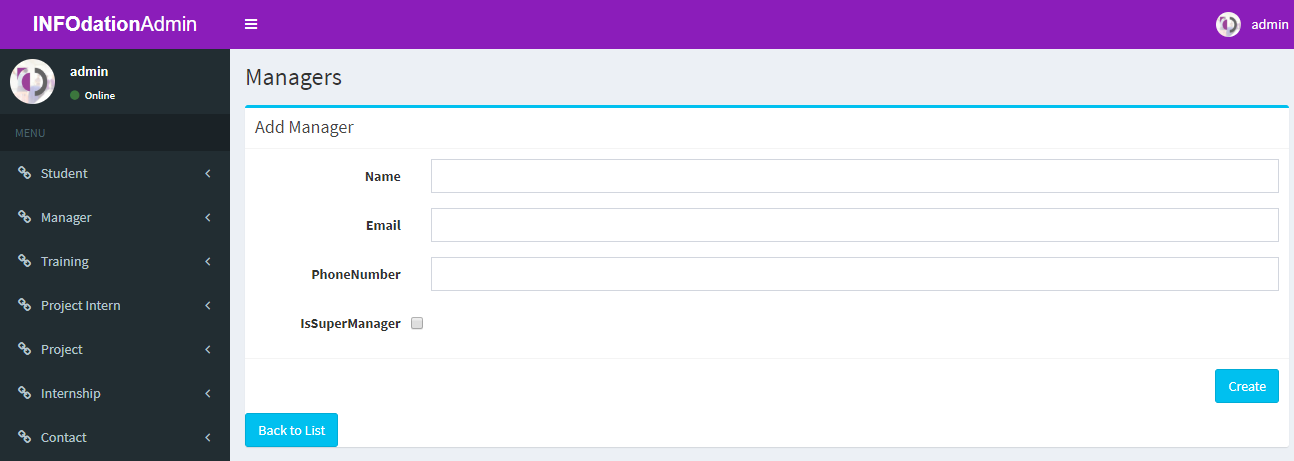 INFOdationAdmin
admin
admin
Online
MENU
Student
Manager
Training
Project Intern
Project
Internship
Contact
Managers
Add Manager
Name
Email
PhoneNumber
IsSuperManager
Create
Back to List